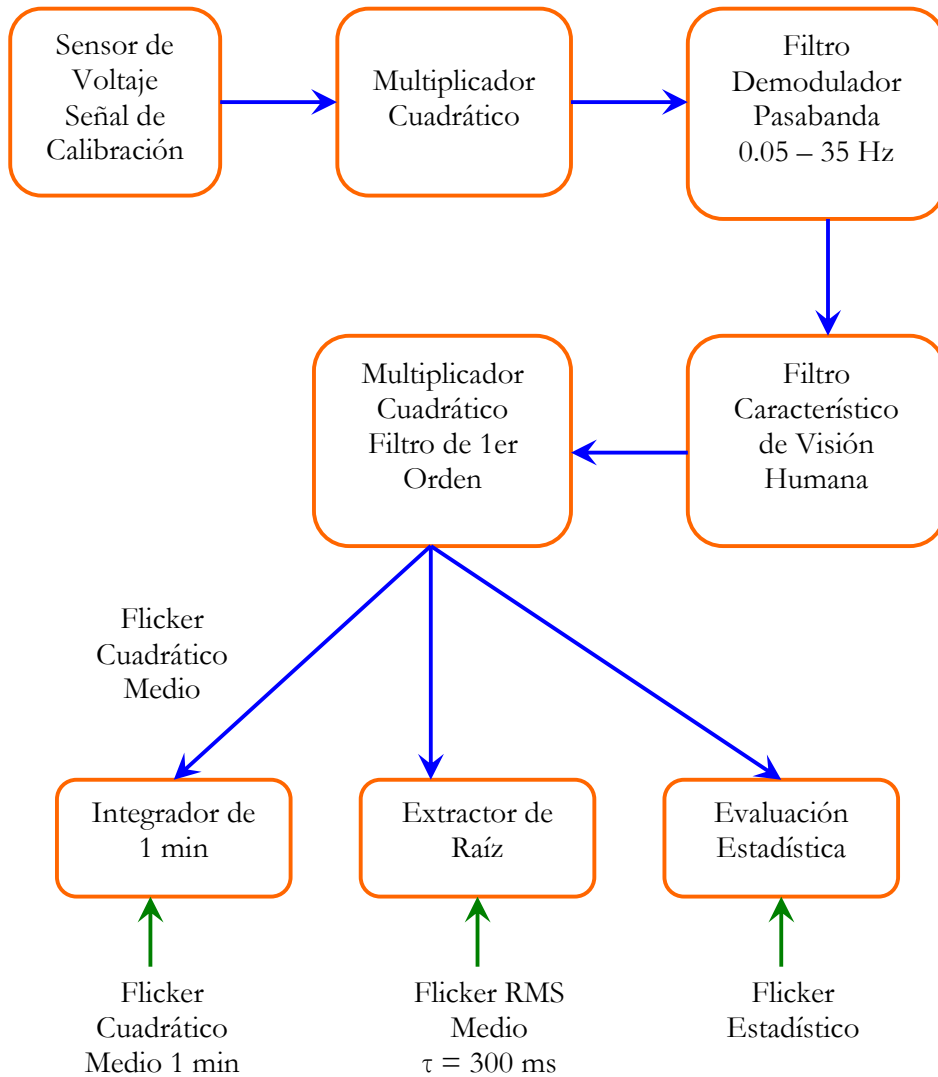 Sensor de
Voltaje
Señal de
Calibración
Multiplicador
Cuadrático
Filtro
Demodulador
Pasabanda
0.05 – 35 Hz
Multiplicador
Cuadrático
Filtro de 1er
Orden
Filtro
Característico
de Visión
Humana
Flicker
Cuadrático
Medio
Integrador de
1 min
Extractor de
Raíz
Evaluación
Estadística
Flicker
Cuadrático
Medio 1 min
Flicker RMS
Medio
τ = 300 ms
Flicker
Estadístico